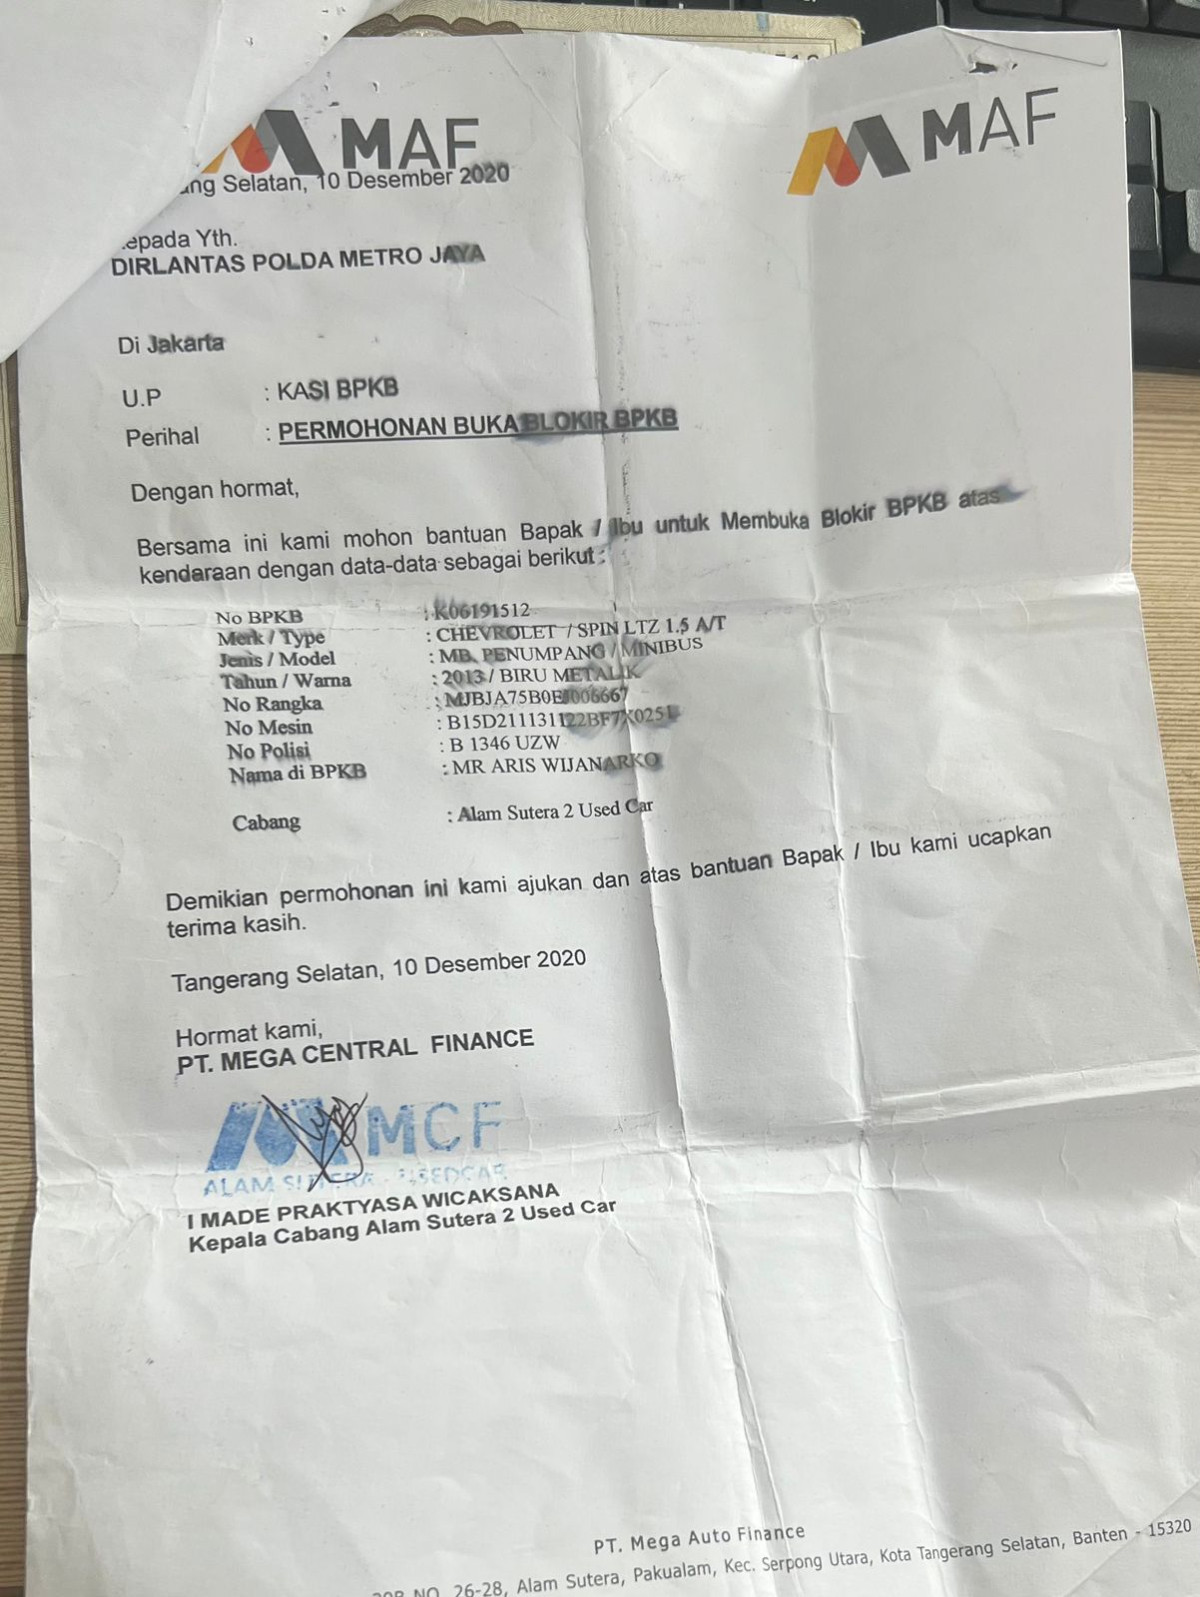 MAF
MAF
ng Selatan, 10 Desember 2020
epada Yth.
DIRLANTAS POLDA METRO JAYA
Di Jakarta
U.P : KASI BPKB
Perihal : PERMOHONAN BUKA BLOKIR BPKB
Dengan hormat,
Bersama ini kami mohon bantuan Bapak / Ibu untuk Membuka Blokir BPKB atas
kendaraan dengan data-data sebagai berikut :
No BPKB : K06191512
Merk / Type : CHEVROLET / SPIN LTZ 1.5 A/T
Jenis / Model : MB. PENUMPANG / MINIBUS
Tahun / Warna : 2013 / BIRU METALIK
No Rangka :
No Mesin :
No Polisi : B 1346 UZW
Nama di BPKB : MR ARIS WIJANARKO
Cabang : Alam Sutera 2 Used Car
Demikian permohonan ini kami ajukan dan atas bantuan Bapak / Ibu kami ucapkan
terima kasih.
Tangerang Selatan, 10 Desember 2020
Hormat kami,
PT. MEGA CENTRAL FINANCE
MCF
ALAM SUTERA - USEDCAR
I MADE PRAKTYASA WICAKSANA
Kepala Cabang Alam Sutera 2 Used Car
PT. Mega Auto Finance
NO. 26-28, Alam Sutera, Pakualam, Kec. Serpong Utara, Kota Tangerang Selatan, Banten - 15320